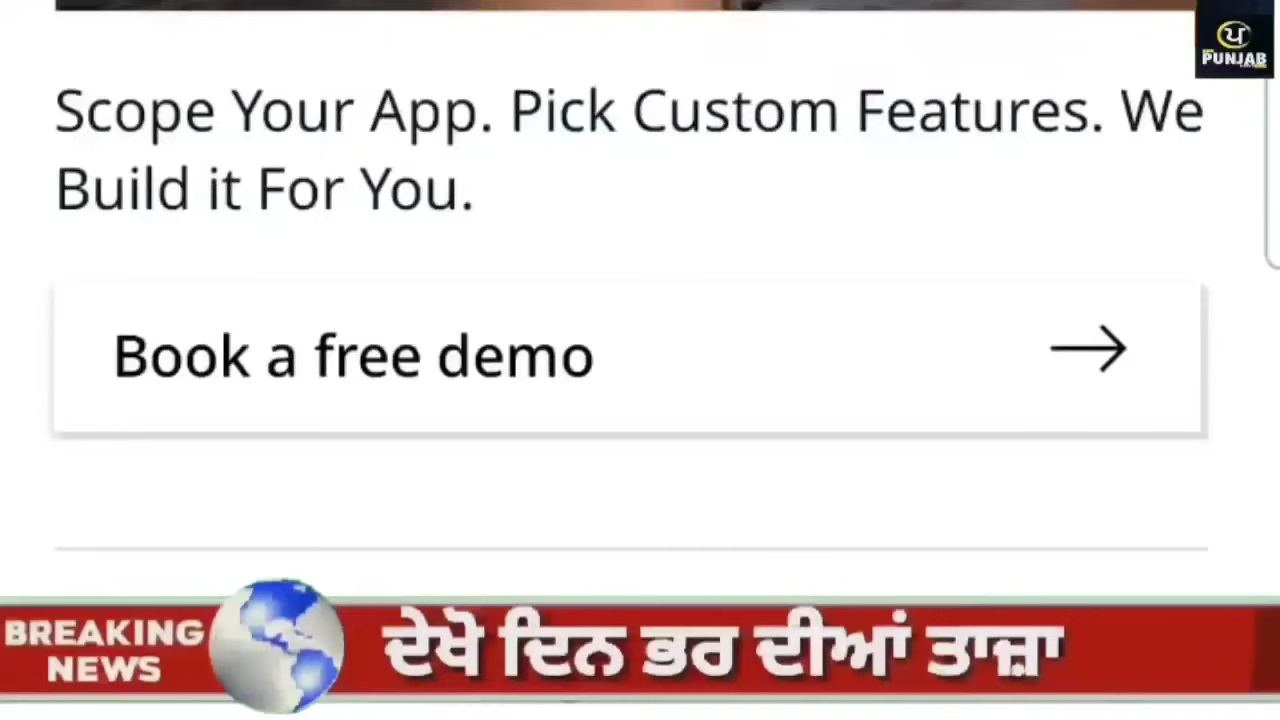 ਪ
PUNJAB
Scope Your App. Pick Custom Features. We
Build it For You.
Book a free demo
BREAKING
NEWS
ਦੇਖੋ ਦਿਨ ਭਰ ਦੀਆਂ ਤਾਜ਼ਾ